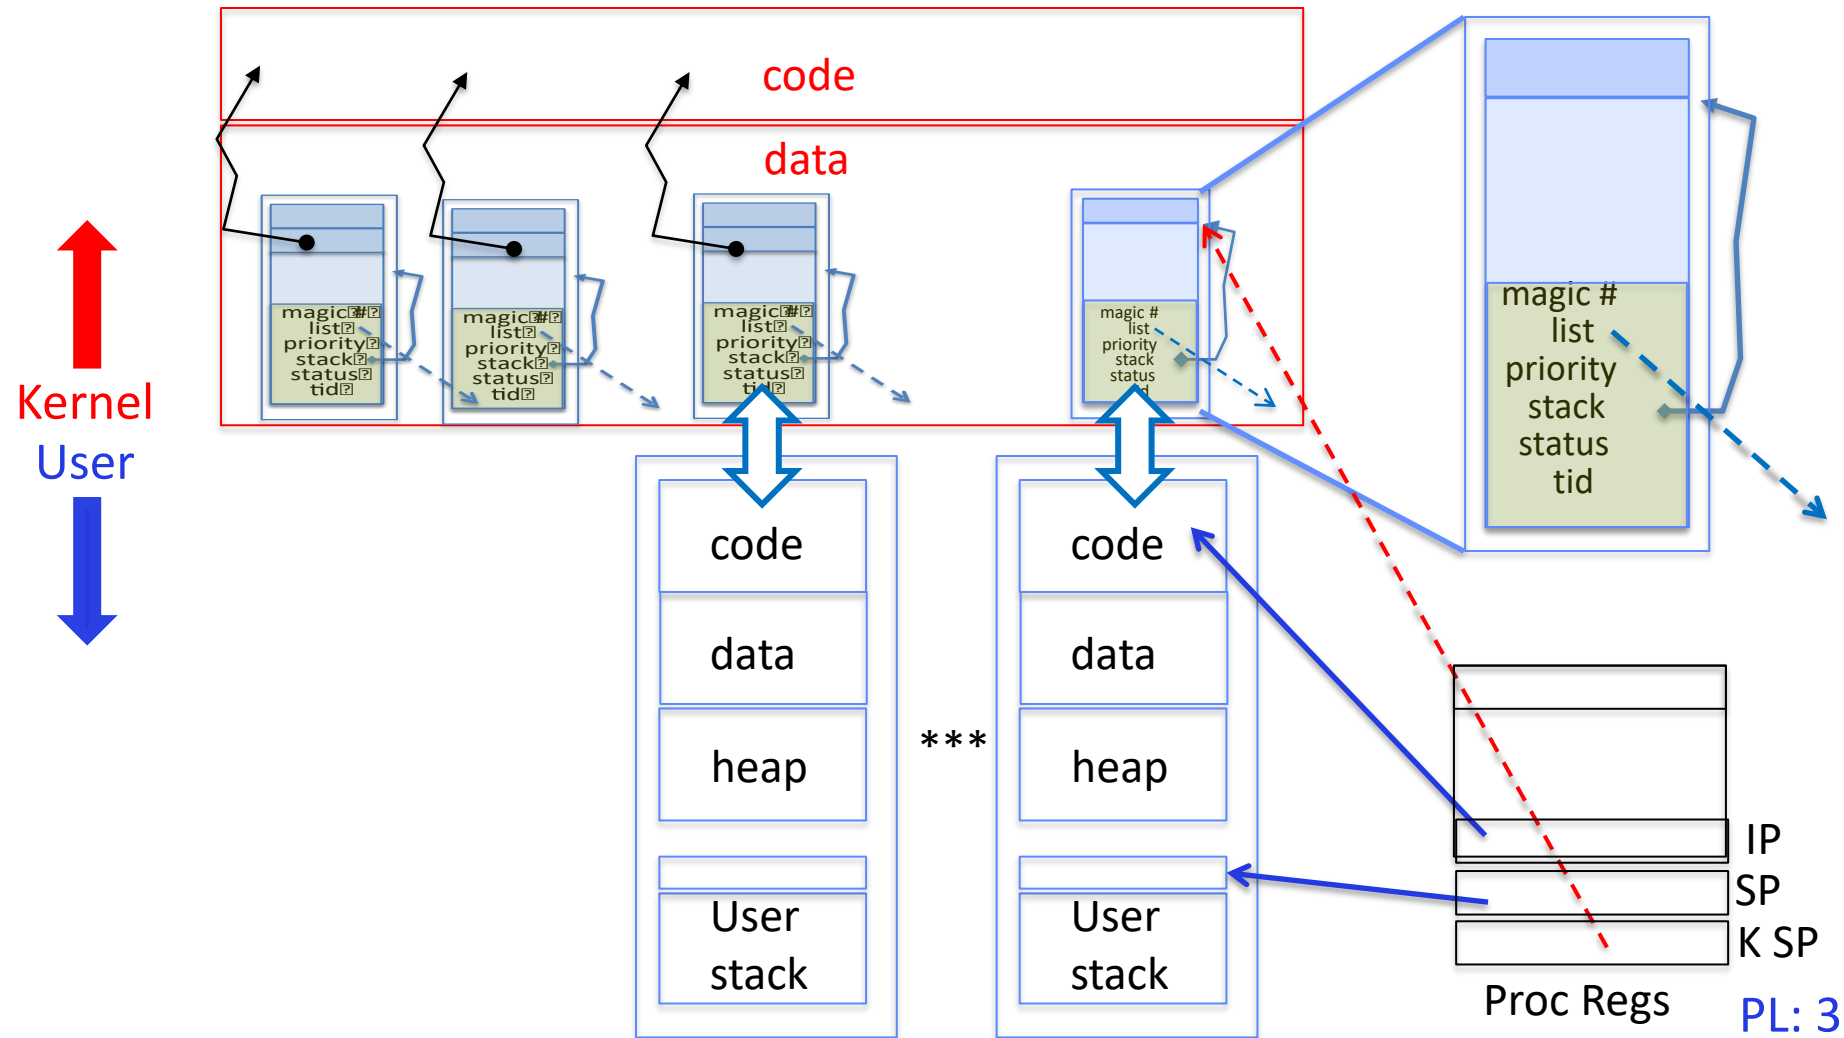 code
data
magic #
list
priority
stack
status
tid
magic #
list
priority
stack
status
tid
magic #
list
priority
stack
status
tid
magic #
list
priority
stack
status
magic #
list
priority
stack
status
tid
Kernel
User
code
data
heap
User
stack
***
code
data
heap
User
stack
IP
SP
K SP
Proc Regs
PL: 3